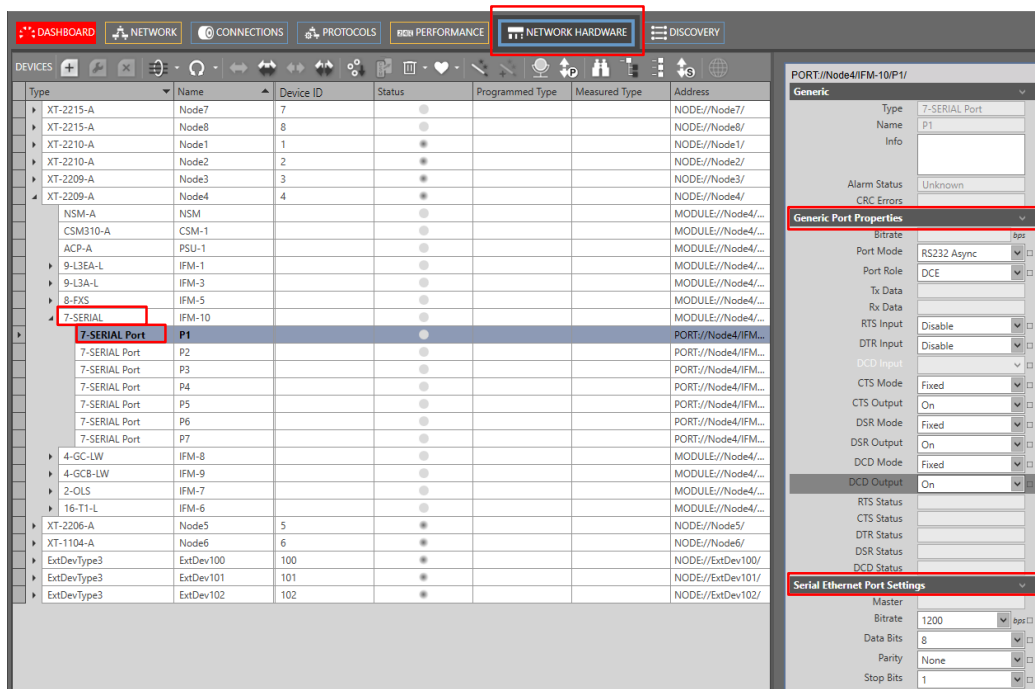 DASHBOARD NETWORK CONNECTIONS PROTOCOLS PERFORMANCE NETWORK HARDWARE DISCOVERY
DEVICES
Type Name Device ID Status Programmed Type Measured Type Address
XT-2215-A Node7 7 NODE://Node7/
XT-2215-A Node8 8 NODE://Node8/
XT-2210-A Node1 1 NODE://Node1/
XT-2210-A Node2 2 NODE://Node2/
XT-2209-A Node3 3 NODE://Node3/
XT-2209-A Node4 4 NODE://Node4/
NSM-A NSM MODULE://Node4/...
CSM310-A CSM-1 MODULE://Node4/...
ACP-A PSU-1 MODULE://Node4/...
9-L3EA-L IFM-1 MODULE://Node4/...
9-L3A-L IFM-3 MODULE://Node4/...
8-FXS IFM-5 MODULE://Node4/...
7-SERIAL IFM-10 MODULE://Node4/...
7-SERIAL Port P1 PORT://Node4/IFM...
7-SERIAL Port P2 PORT://Node4/IFM...
7-SERIAL Port P3 PORT://Node4/IFM...
7-SERIAL Port P4 PORT://Node4/IFM...
7-SERIAL Port P5 PORT://Node4/IFM...
7-SERIAL Port P6 PORT://Node4/IFM...
7-SERIAL Port P7 PORT://Node4/IFM...
4-GC-LW IFM-8 MODULE://Node4/...
4-GCB-LW IFM-9 MODULE://Node4/...
2-OLS IFM-7 MODULE://Node4/...
16-T1-L IFM-6 MODULE://Node4/...
XT-2206-A Node5 5 NODE://Node5/
XT-1104-A Node6 6 NODE://Node6/
ExtDevType3 ExtDev100 100 NODE://ExtDev100/
ExtDevType3 ExtDev101 101 NODE://ExtDev101/
ExtDevType3 ExtDev102 102 NODE://ExtDev102/
PORT://Node4/IFM-10/P1/
Generic
Type 7-SERIAL Port
Name P1
Info
Alarm Status Unknown
CRC Errors
Generic Port Properties
Bitrate bps
Port Mode RS232 Async
Port Role DCE
Tx Data
Rx Data
RTS Input Disable
DTR Input Disable
DCD Input
CTS Mode Fixed
CTS Output On
DSR Mode Fixed
DSR Output On
DCD Mode Fixed
DCD Output On
RTS Status
CTS Status
DTR Status
DSR Status
DCD Status
Serial Ethernet Port Settings
Master
Bitrate 1200 bps
Data Bits 8
Parity None
Stop Bits 1